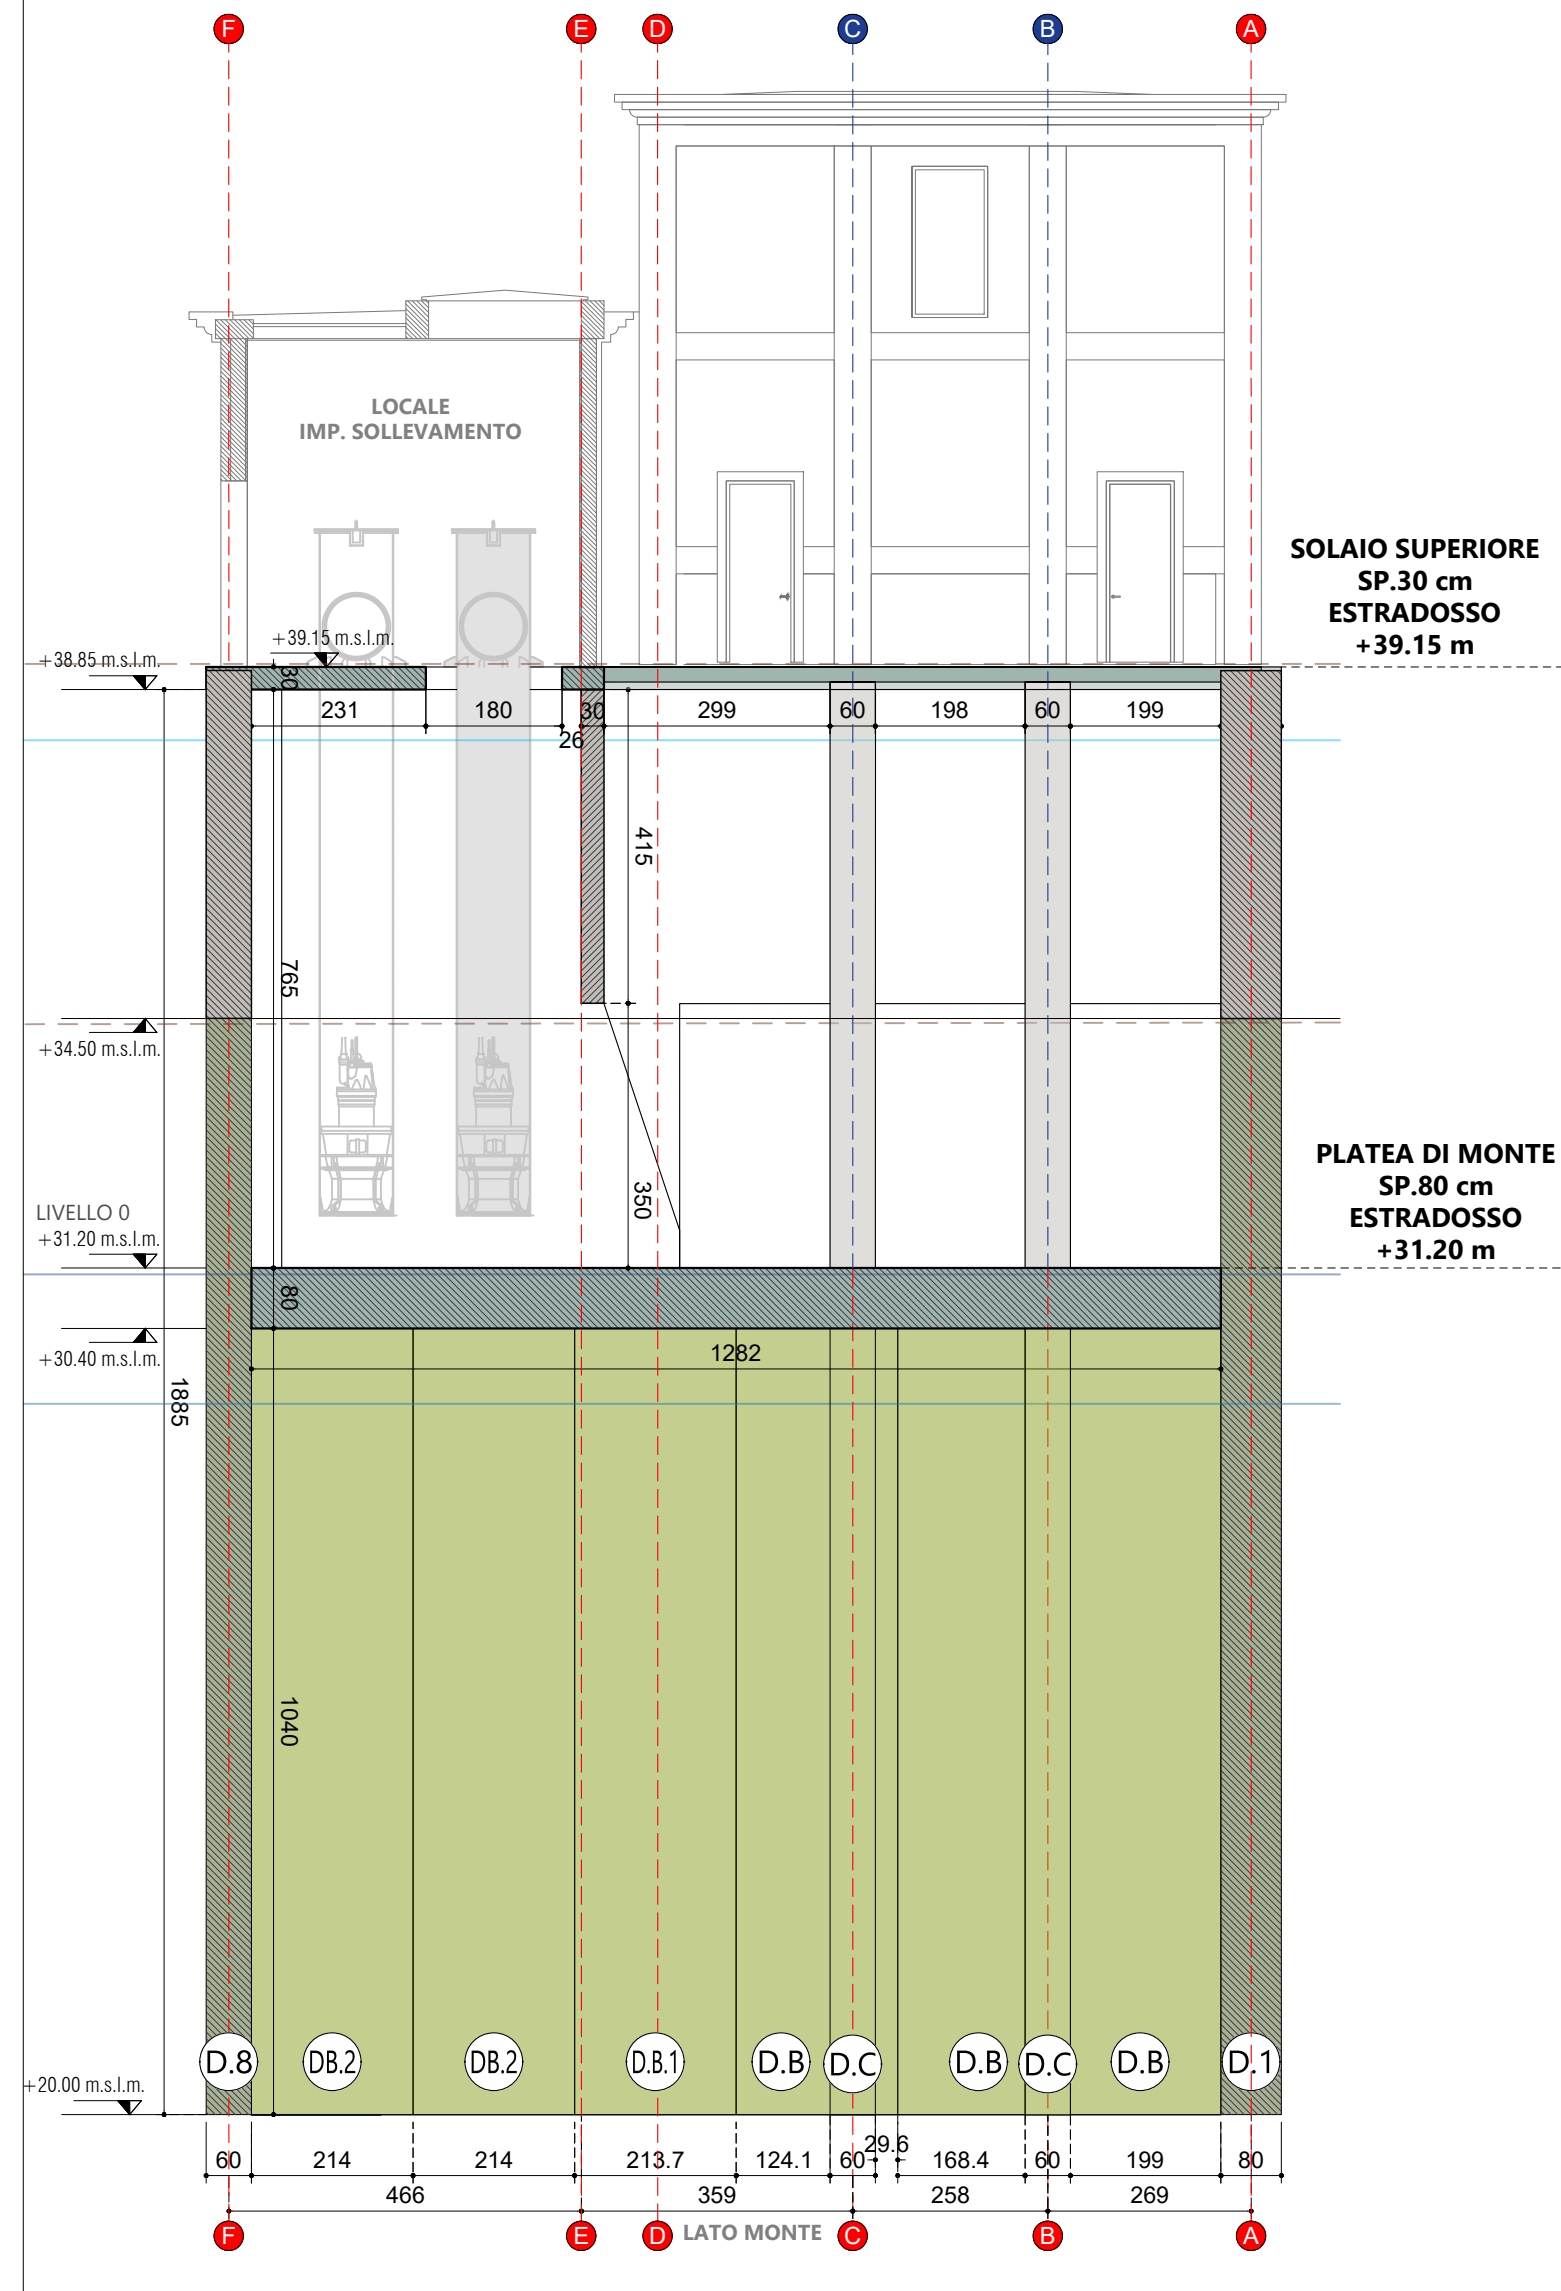 F
E
D
C
B
A
LOCALE
IMP. SOLLEVAMENTO
SOLAIO SUPERIORE
SP.30 cm
ESTRADOSSO
+39.15 m
+39.15 m.s.l.m.
+38.85 m.s.l.m.
30
231
180
30
299
60
198
60
199
26
415
765
+34.50 m.s.l.m.
PLATEA DI MONTE
SP.80 cm
ESTRADOSSO
+31.20 m
350
LIVELLO 0
+31.20 m.s.l.m.
80
+30.40 m.s.l.m.
1282
1885
1040
D.8
DB.2
DB.2
D.B.1
D.B
D.C
D.B
D.C
D.B
D.1
+20.00 m.s.l.m.
29.6
60
214
214
213.7
124.1
60
168.4
60
199
80
466
359
258
269
F
E
D
LATO MONTE
C
B
A